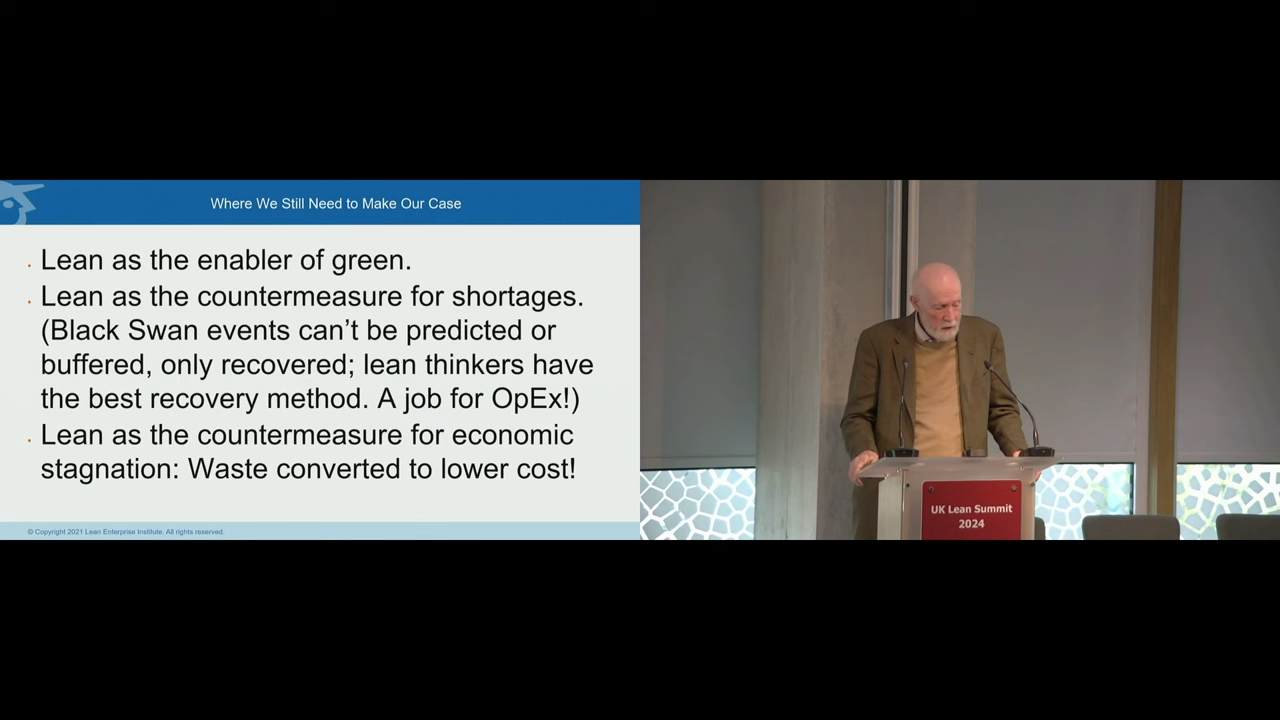 Where We Still Need to Make Our Case
· Lean as the enabler of green.
· Lean as the countermeasure for shortages.
(Black Swan events can’t be predicted or
buffered, only recovered; lean thinkers have
the best recovery method. A job for OpEx!)
· Lean as the countermeasure for economic
stagnation: Waste converted to lower cost!
© Copyright 2021 Lean Enterprise Institute. All rights reserved.
UK Lean Summit
2024